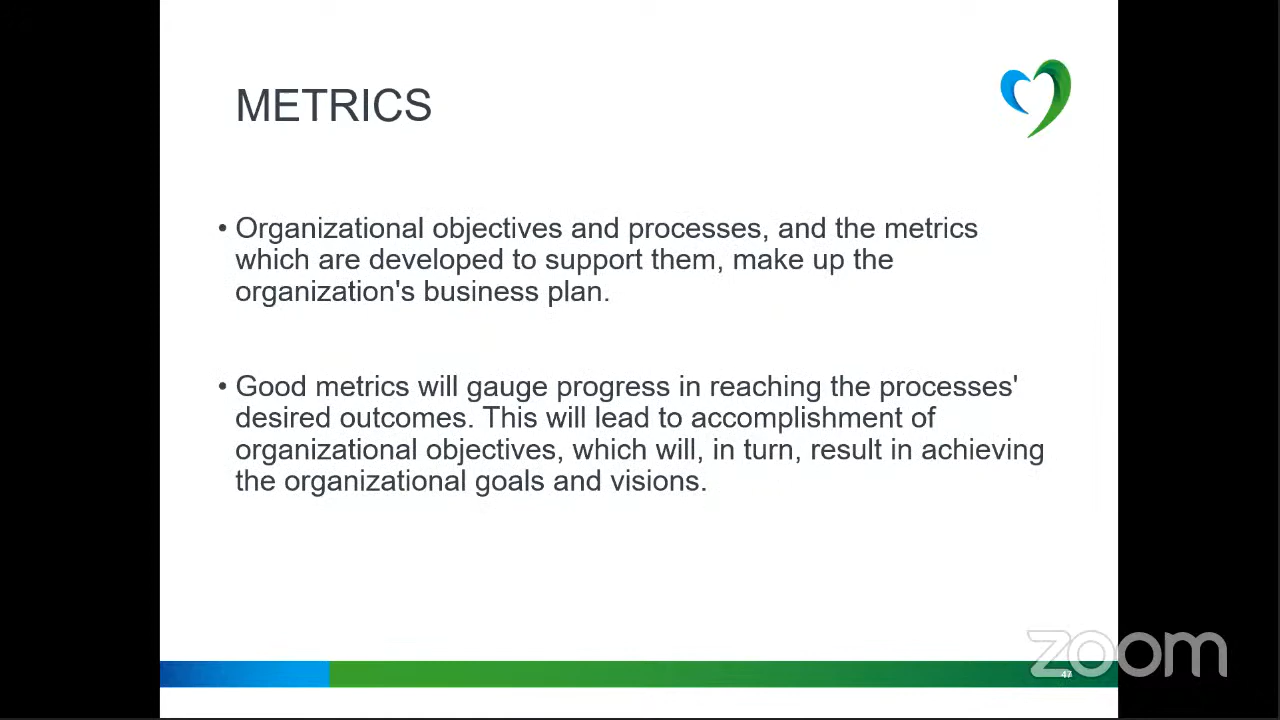 METRICS
• Organizational objectives and processes, and the metrics
which are developed to support them, make up the
organization's business plan.
• Good metrics will gauge progress in reaching the processes'
desired outcomes. This will lead to accomplishment of
organizational objectives, which will, in turn, result in achieving
the organizational goals and visions.
zoom
47